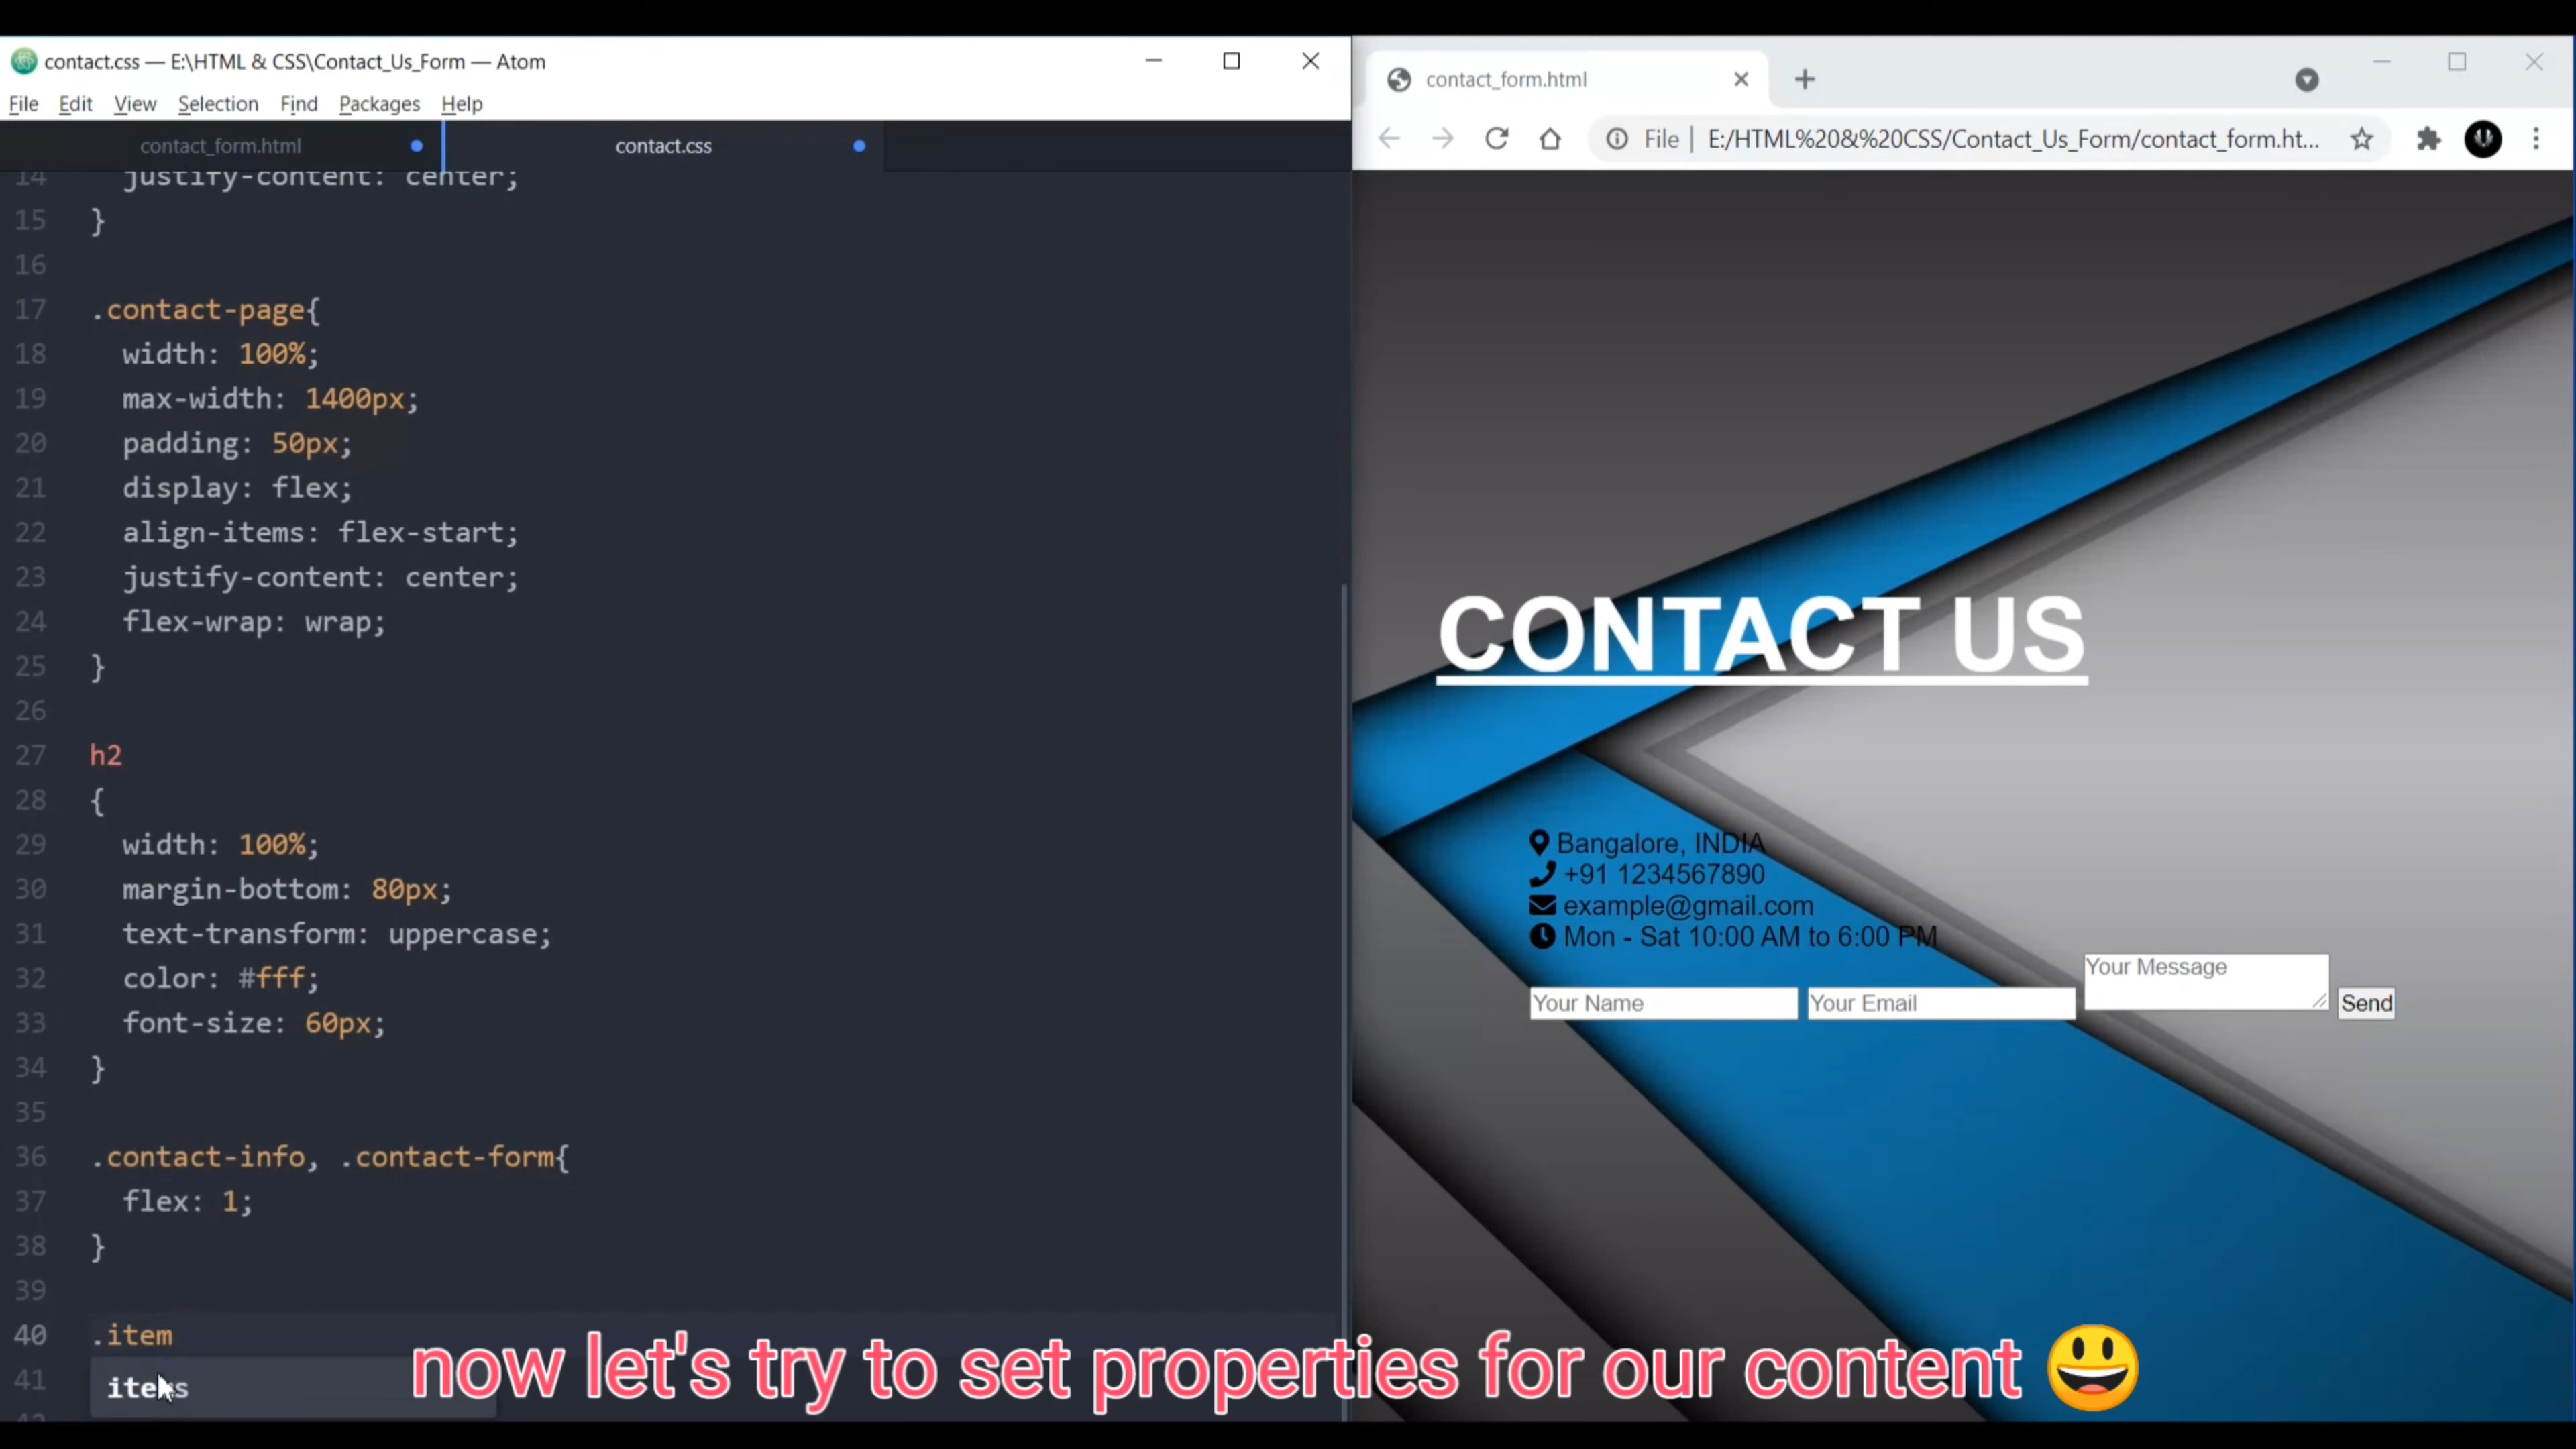 contact.css — E:\HTML & CSS\Contact_Us_Form — Atom
File Edit View Selection Find Packages Help
contact_form.html
contact.css
14 justify-content: center;
15 }
16
17 .contact-page{
18 width: 100%;
19 max-width: 1400px;
20 padding: 50px;
21 display: flex;
22 align-items: flex-start;
23 justify-content: center;
24 flex-wrap: wrap;
25 }
26
27 h2
28 {
29 width: 100%;
30 margin-bottom: 80px;
31 text-transform: uppercase;
32 color: #fff;
33 font-size: 60px;
34 }
35
36 .contact-info, .contact-form{
37 flex: 1;
38 }
39
40 .item
41 items
contact_form.html
File E:/HTML%20&%20CSS/Contact_Us_Form/contact_form.ht...
CONTACT US
Bangalore, INDIA
+91 1234567890
example@gmail.com
Mon - Sat 10:00 AM to 6:00 PM
Your Name
Your Email
Your Message
Send
now let's try to set properties for our content 😃